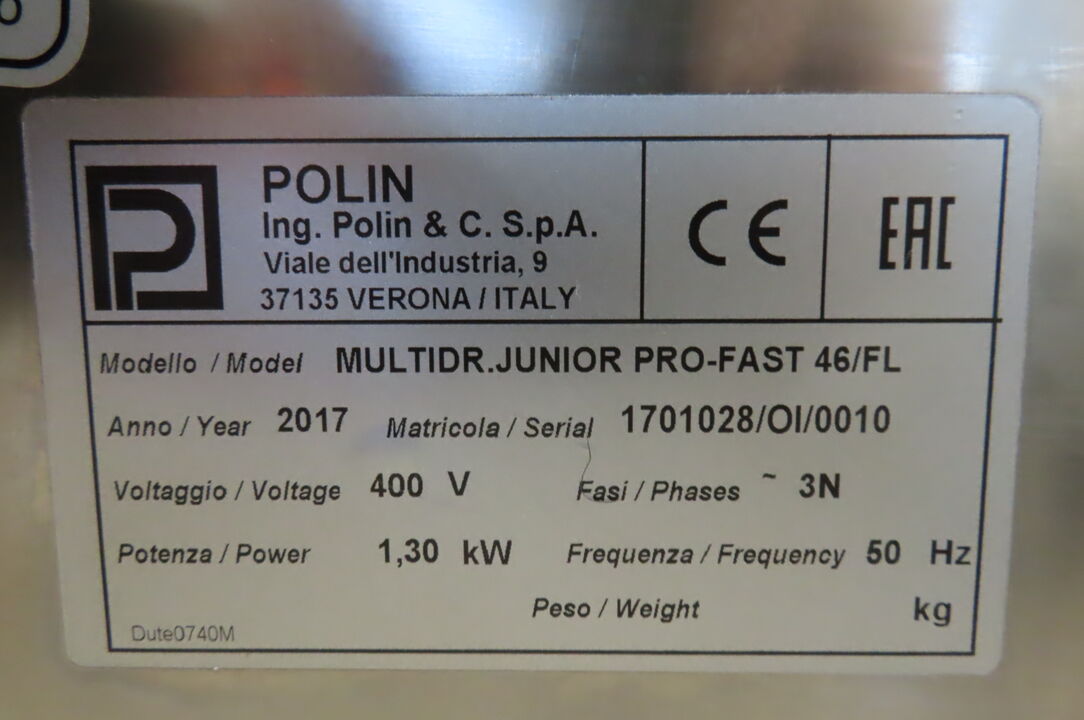 POLIN
Ing. Polin & C. S.p.A.
Viale dell'Industria, 9
37135 VERONA / ITALY
CE
EAC
Modello / Model MULTIDR.JUNIOR PRO-FAST 46/FL
Anno / Year 2017 Matricola / Serial 1701028/OI/0010
Voltaggio / Voltage 400 V Fasi / Phases ~ 3N
Potenza / Power 1,30 kW Frequenza / Frequency 50 Hz
Peso / Weight kg
Dute0740M